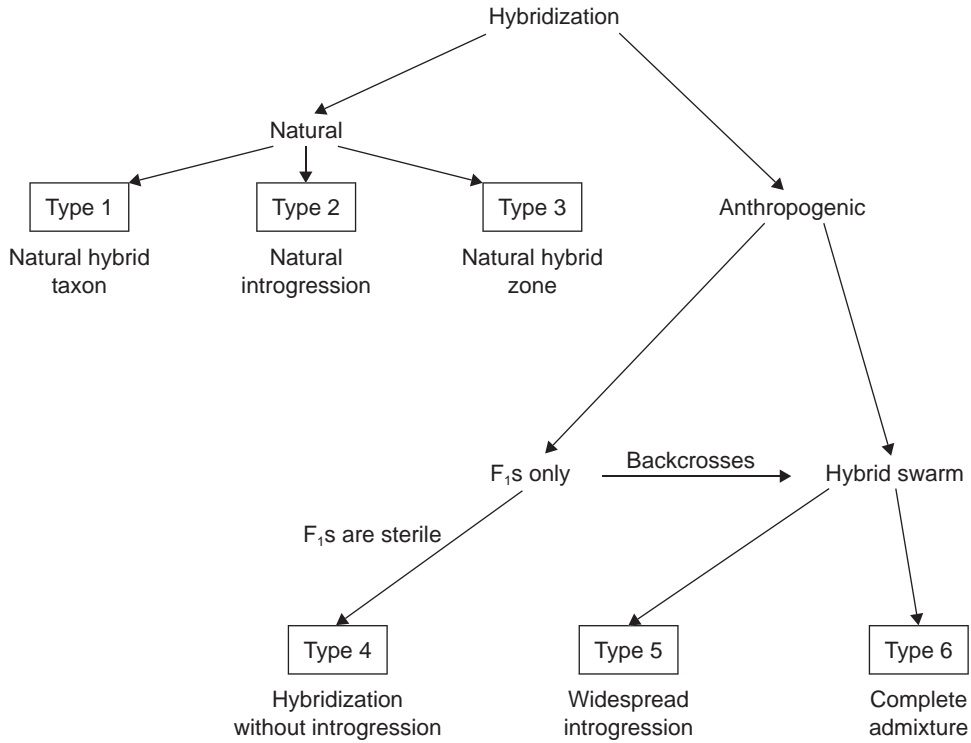 Hybridization
Natural
Type 1
Type 2
Type 3
Anthropogenic
Natural hybrid
taxon
Natural
introgression
Natural hybrid
zone
Backcrosses
F₁s only
Hybrid swarm
F₁s are sterile
Type 4
Type 5
Type 6
Hybridization
without introgression
Widespread
introgression
Complete
admixture